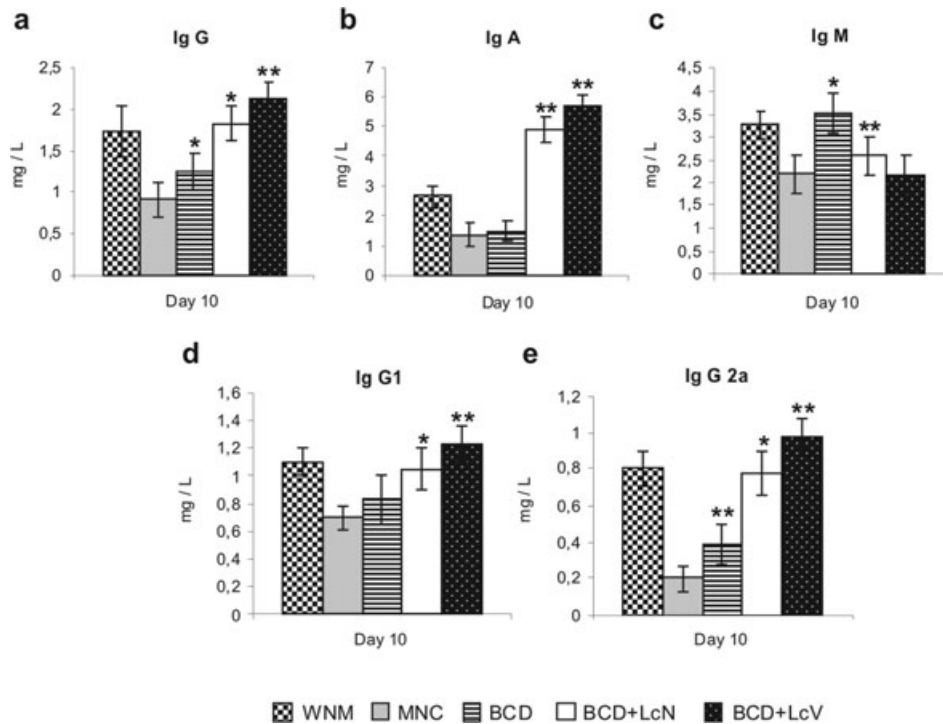 a
Ig G
mg / L
2,5
2
1,5
1
0,5
0
*
*
**
Day 10
b
Ig A
mg / L
7
6
5
4
3
2
1
0
**
**
Day 10
c
Ig M
mg / L
4,5
4
3,5
3
2,5
2
1,5
1
0,5
0
*
**
Day 10
d
Ig G1
mg / L
1,6
1,4
1,2
1
0,8
0,6
0,4
0,2
0
*
**
Day 10
e
Ig G 2a
mg / L
1,2
1
0,8
0,6
0,4
0,2
0
**
*
**
Day 10
WNM MNC BCD BCD+LcN BCD+LcV